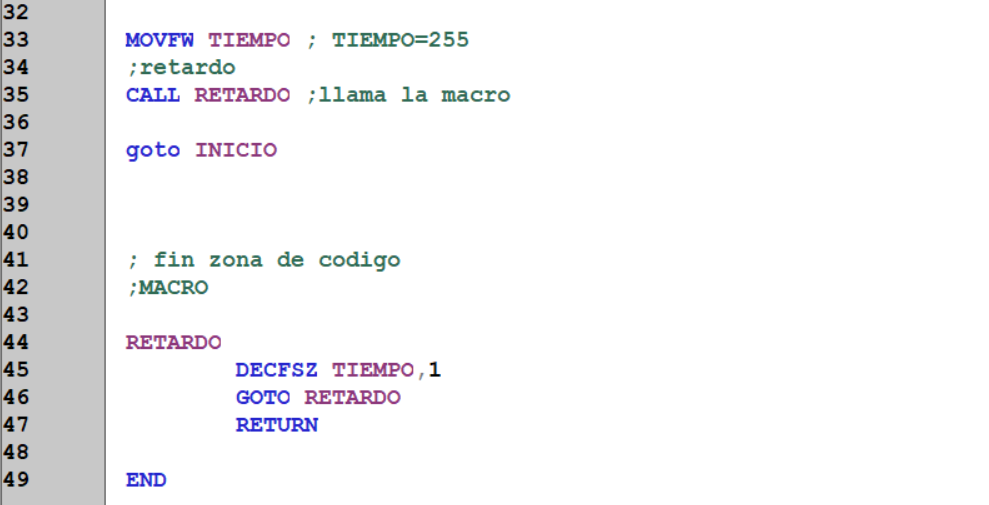 32
33 MOVFW TIEMPO ; TIEMPO=255
34 ;retardo
35 CALL RETARDO ;llama la macro
36
37 goto INICIO
38
39
40
41 ; fin zona de codigo
42 ;MACRO
43
44 RETARDO
45 DECFSZ TIEMPO,1
46 GOTO RETARDO
47 RETURN
48
49 END